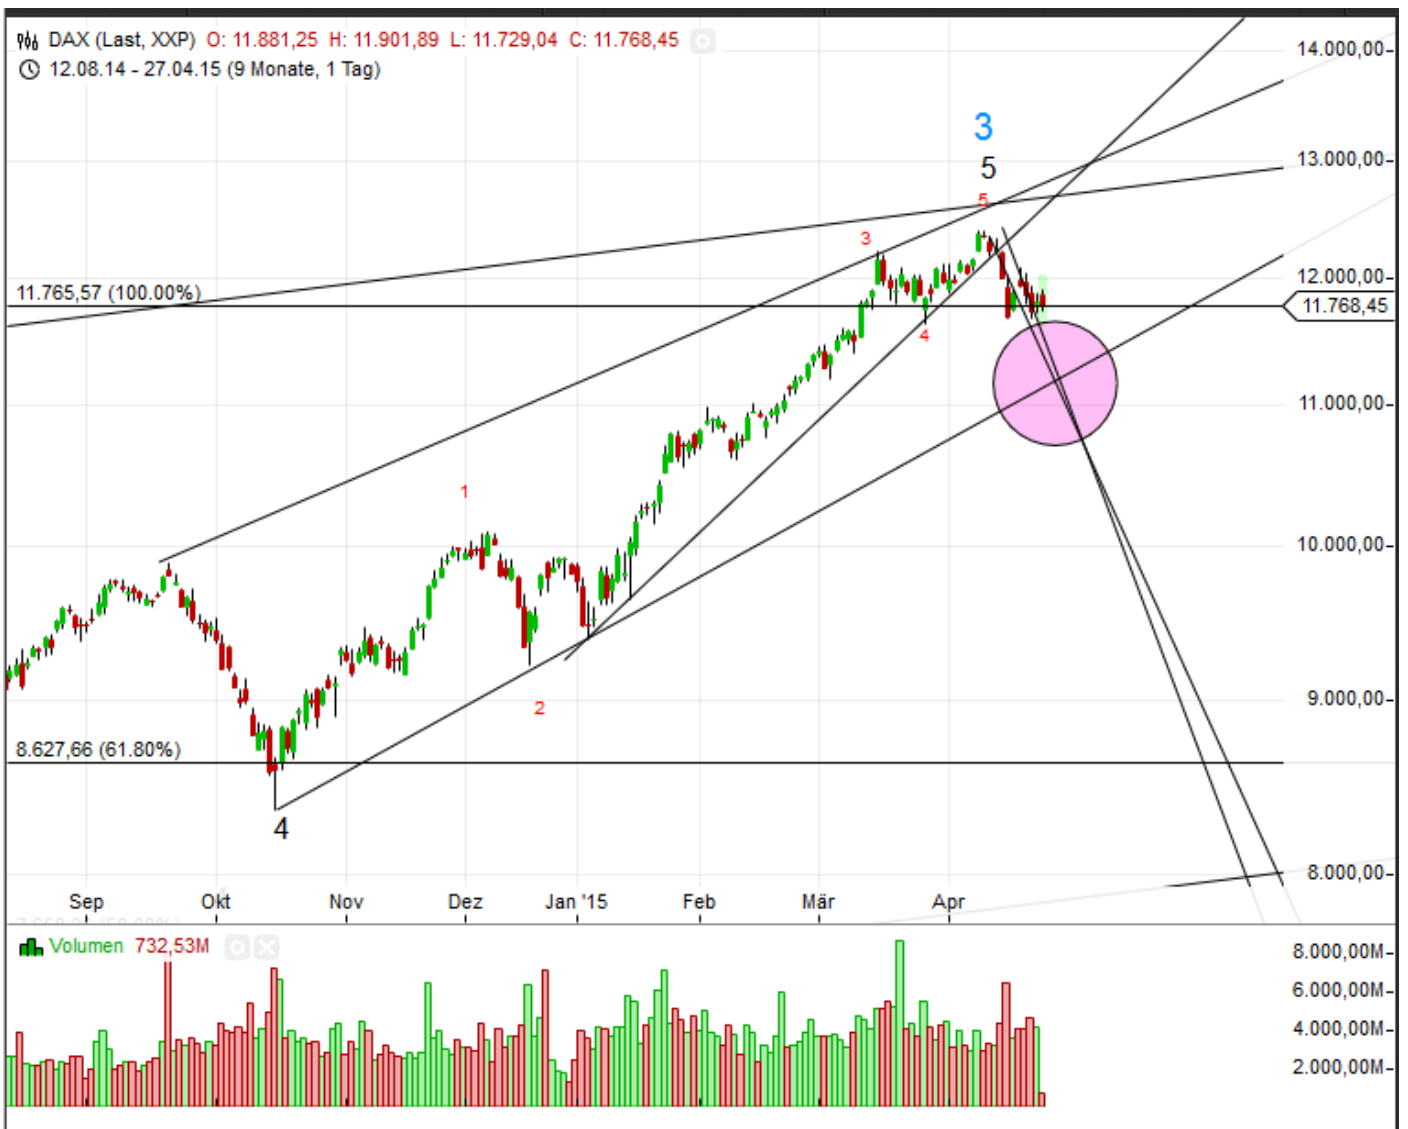 DAX (Last, XXP) O: 11.881,25 H: 11.901,89 L: 11.729,04 C: 11.768,45
12.08.14 - 27.04.15 (9 Monate, 1 Tag)
14.000,00
3
13.000,00
5
5
3
12.000,00
11.765,57 (100.00%)
11.768,45
4
11.000,00
1
10.000,00
2
9.000,00
8.627,66 (61.80%)
4
8.000,00
Sep Okt Nov Dez Jan '15 Feb Mär Apr
Volumen 732,53M
8.000,00M
6.000,00M
4.000,00M
2.000,00M